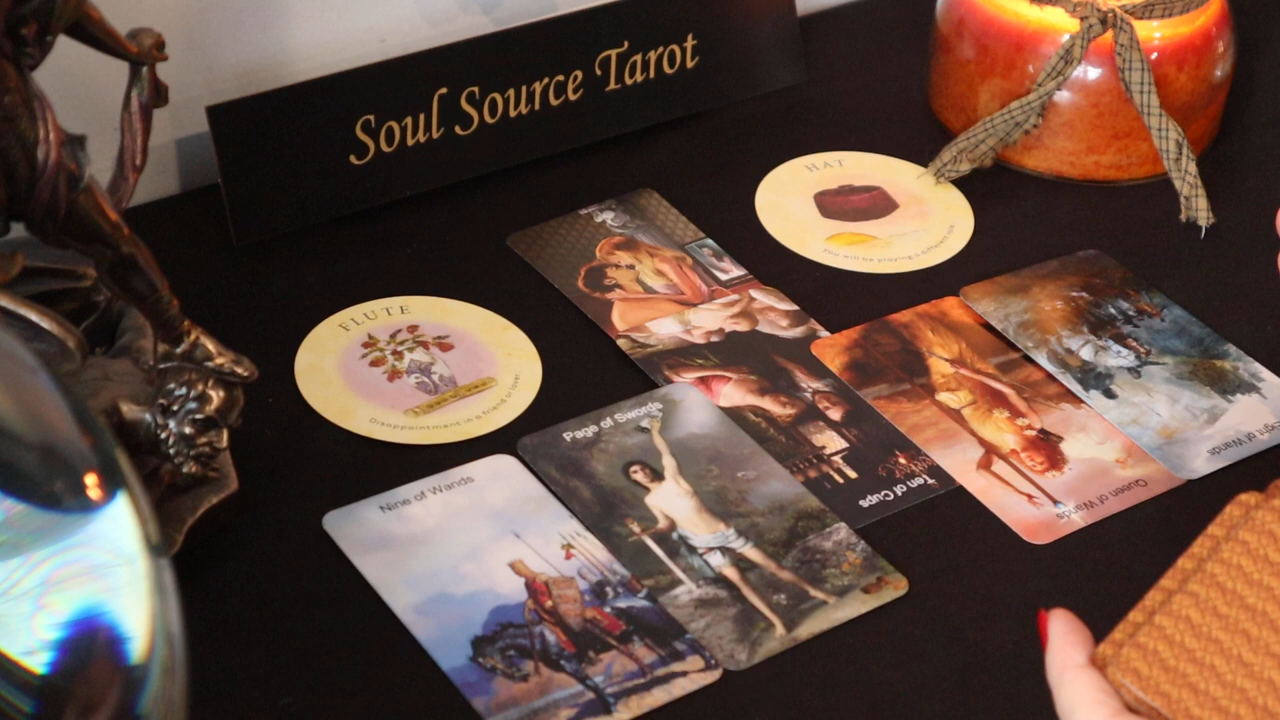 Soul Source Tarot
HAT
You will be playing a different role
FLUTE
Disappointment in a friend or lover.
Page of Swords
Nine of Wands
Ten of Cups
Queen of Wands
Eight of Wands